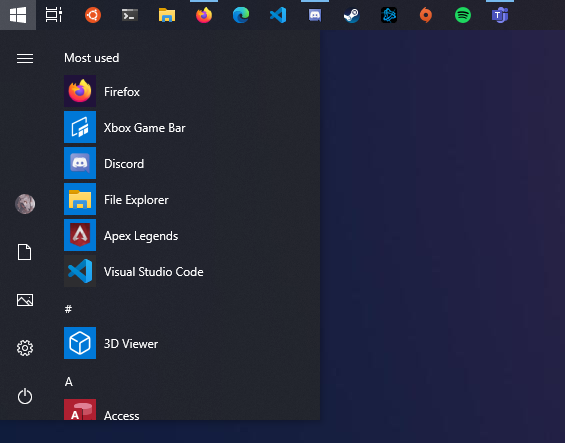 Most used
Firefox
Xbox Game Bar
Discord
File Explorer
Apex Legends
Visual Studio Code
#
3D Viewer
A
Access